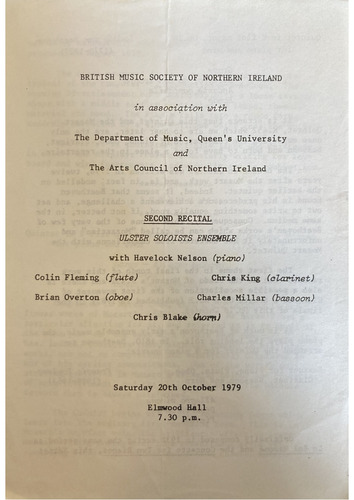 BRITISH MUSIC SOCIETY OF NORTHERN IRELAND
in association with
The Department of Music, Queen's University
and
The Arts Council of Northern Ireland
SECOND RECITAL
ULSTER SOLOISTS ENSEMBLE
with Havelock Nelson (piano)
Colin Fleming (flute) Chris King (clarinet)
Brian Overton (oboe) Charles Millar (bassoon)
Chris Blake (horn)
Saturday 20th October 1979
Elmwood Hall
7.30 p.m.